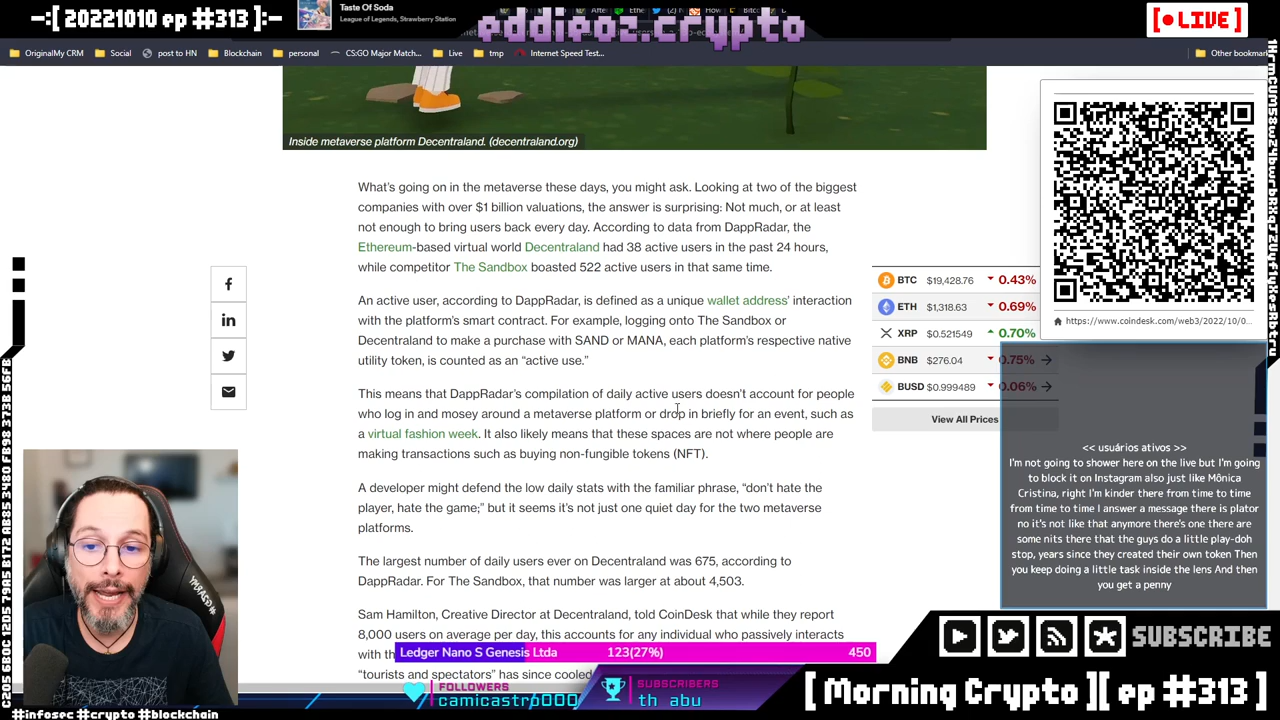 -:[ 20221010 ep #313]:-
Taste Of Soda
League of Legends, Strawberry Station
addieoz.crypto
[ LIVE ]
OriginalMy CRM
Social
post to HN
Blockchain
personal
CS:GO Major Match...
Live
tmp
Internet Speed Test...
Other bookmar
Inside metaverse platform Decentraland. (decentraland.org)
What's going on in the metaverse these days, you might ask. Looking at two of the biggest
companies with over $1 billion valuations, the answer is surprising: Not much, or at least
not enough to bring users back every day. According to data from DappRadar, the
Ethereum-based virtual world Decentraland had 38 active users in the past 24 hours,
while competitor The Sandbox boasted 522 active users in that same time.
An active user, according to DappRadar, is defined as a unique wallet address' interaction
with the platform's smart contract. For example, logging onto The Sandbox or
Decentraland to make a purchase with SAND or MANA, each platform's respective native
utility token, is counted as an “active use.”
This means that DappRadar's compilation of daily active users doesn't account for people
who log in and mosey around a metaverse platform or drop in briefly for an event, such as
a virtual fashion week. It also likely means that these spaces are not where people are
making transactions such as buying non-fungible tokens (NFT).
A developer might defend the low daily stats with the familiar phrase, “don't hate the
player, hate the game;” but it seems it's not just one quiet day for the two metaverse
platforms.
The largest number of daily users ever on Decentraland was 675, according to
DappRadar. For The Sandbox, that number was larger at about 4,503.
Sam Hamilton, Creative Director at Decentraland, told CoinDesk that while they report
8,000 users on average per day, this accounts for any individual who passively interacts
with th
“tourists and spectators” has since cooled
BTC $19,428.76 0.43%
ETH $1,318.63 0.69%
XRP $0.521549 0.70%
BNB $276.04 0.75%
BUSD $0.999489 0.06%
View All Prices
https://www.coindesk.com/web3/2022/10/0...
<< usuários ativos >>
I'm not going to shower here on the live but I'm going
to block it on Instagram also just like Mônica
Cristina, right I'm kinder there from time to time
from time to time I answer a message there is plator
no it's not like that anymore there's one there are
some nits there that the guys do a little play-doh
stop, years since they created their own token Then
you keep doing a little task inside the lens And then
you get a penny
Ledger Nano S Genesis Ltda 123(27%) 450
FOLLOWERS
camicastrp000
SUBSCRIBERS
th_abu
SUBSCRIBE
[ Morning Crypto ][ ep #313 ]
#infosec #crypto #blockchain